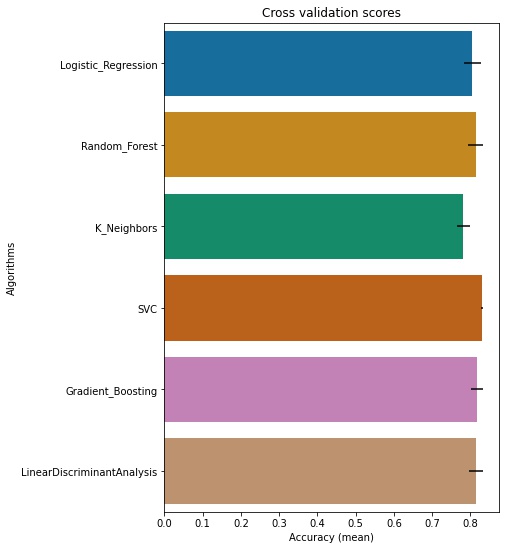 Cross validation scores
Logistic_Regression
Random_Forest
K_Neighbors
Algorithms
SVC
Gradient_Boosting
LinearDiscriminantAnalysis
0.0 0.1 0.2 0.3 0.4 0.5 0.6 0.7 0.8
Accuracy (mean)